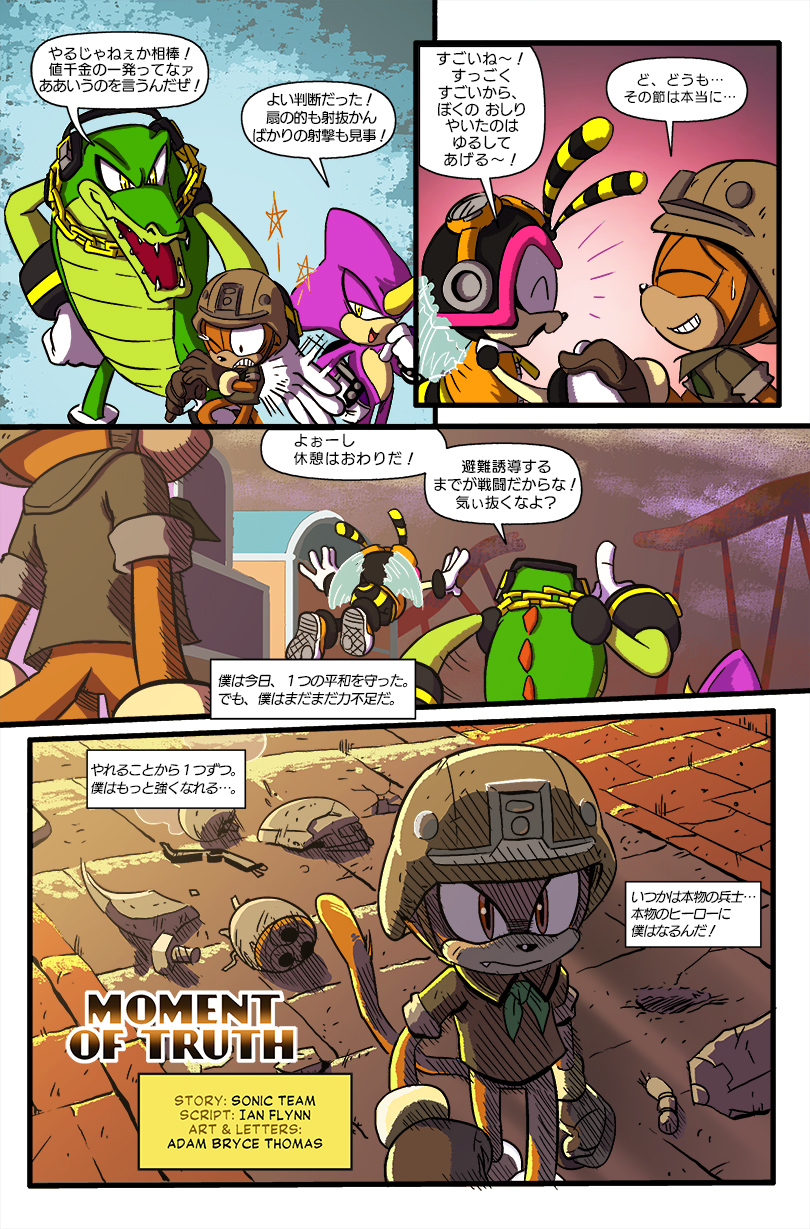 やるじゃねぇか相棒！
値千金の一発ってなァ
ああいうのを言うんだぜ！
よい判断だった！
扇の的も射抜かん
ばかりの射撃も見事！
すごいね〜！
すっごく
すごいから、
ぼくの おしり
やいたのは
ゆるして
あげる〜！
ど、どうも…
その節は本当に…
よぉーし
休憩はおわりだ！
避難誘導する
までが戦闘だからな！
気ぃ抜くなよ？
僕は今日、１つの平和を守った。
でも、僕はまだまだ力不足だ。
やれることから１つずつ。
僕はもっと強くなれる…。
いつかは本物の兵士…
本物のヒーローに
僕はなるんだ！
MOMENT
OF TRUTH
STORY: SONIC TEAM
SCRIPT: IAN FLYNN
ART & LETTERS:
ADAM BRYCE THOMAS